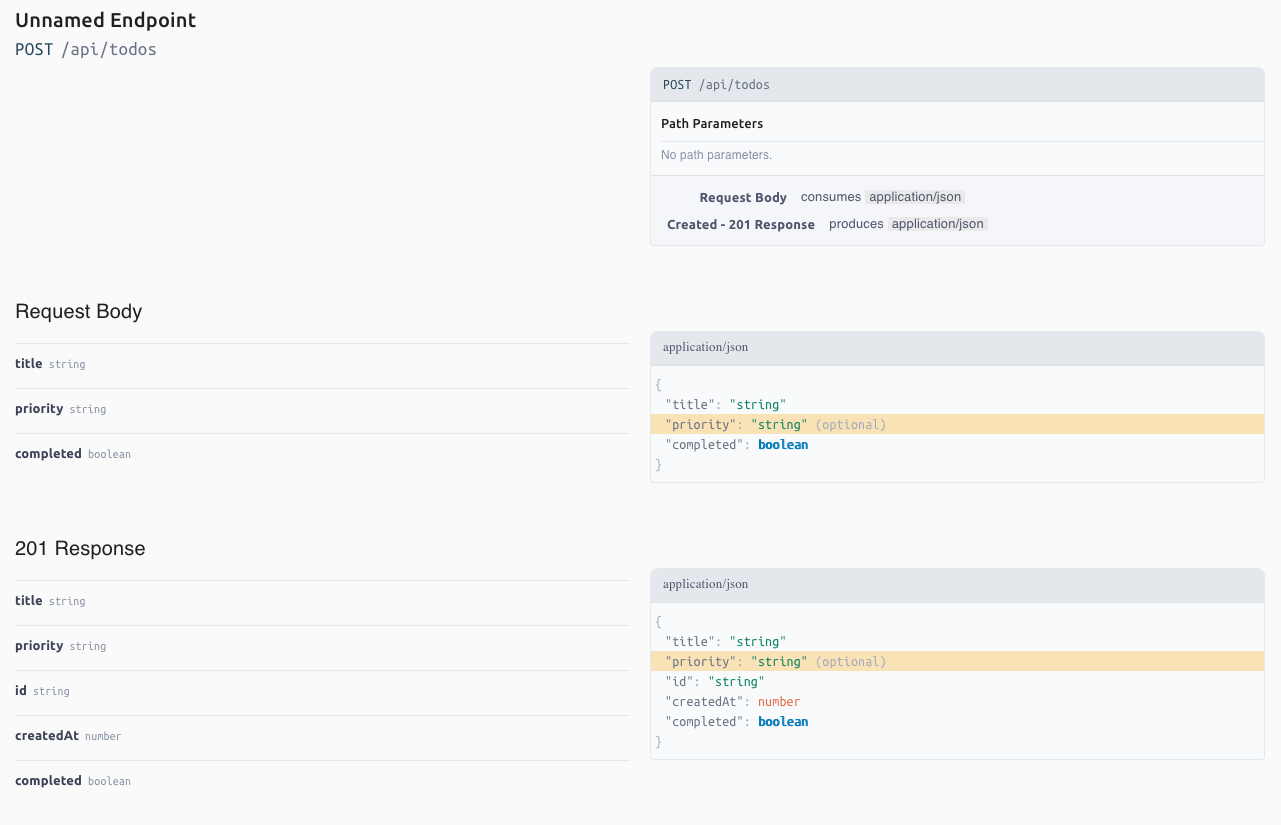 Unnamed Endpoint
POST /api/todos
POST /api/todos
Path Parameters
No path parameters.
Request Body consumes application/json
Created - 201 Response produces application/json
Request Body
title string
priority string
completed boolean
application/json
{
"title": "string"
"priority": "string" (optional)
"completed": boolean
}
201 Response
title string
priority string
id string
createdAt number
completed boolean
application/json
{
"title": "string"
"priority": "string" (optional)
"id": "string"
"createdAt": number
"completed": boolean
}